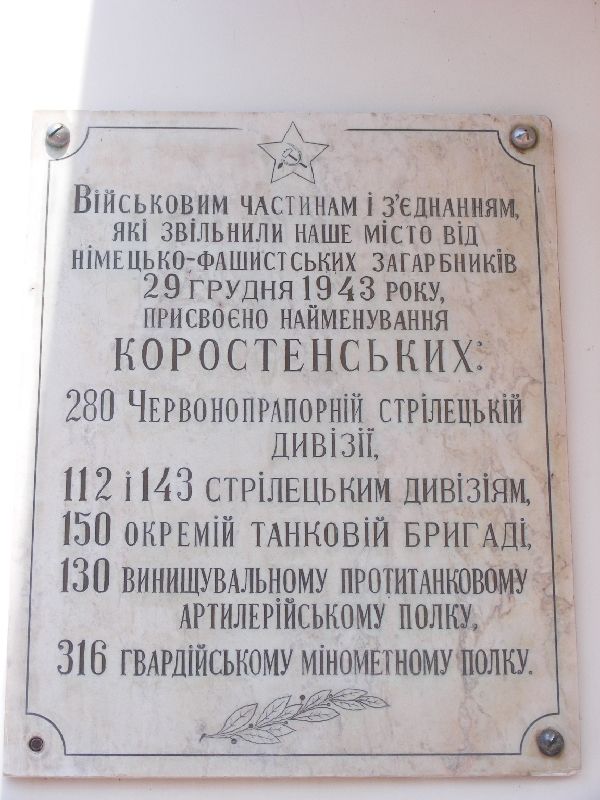 Військовим частинам і з'єднанням,
які звільнили наше місто від
німецько-фашистських загарбників
29 грудня 1943 року,
присвоєно найменування
КОРОСТЕНСЬКИХ:
280 Червонопрапорній стрілецькій
дивізії,
112 і 143 стрілецьким дивізіям,
150 окремій танковій бригаді,
130 винищувальному протитанковому
артилерійському полку,
316 гвардійському мінометному полку.